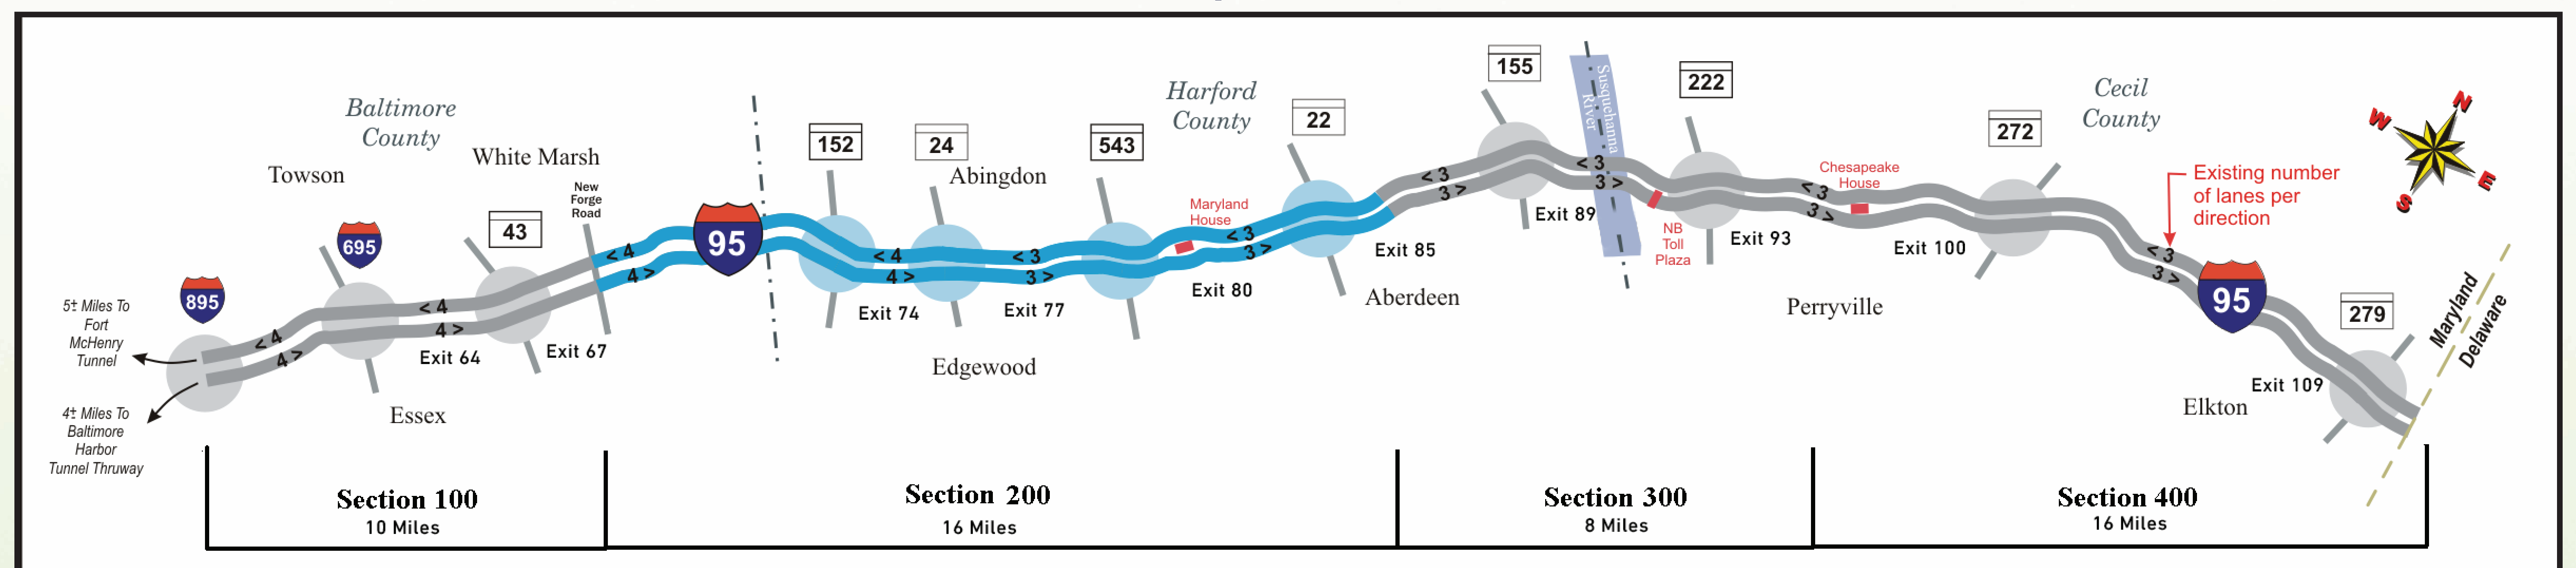 Baltimore
County
Towson
White Marsh
New
Forge
Road
695
43
895
5± Miles To
Fort
McHenry
Tunnel
4± Miles To
Baltimore
Harbor
Tunnel Thruway
< 4
4 >
< 4
4 >
Exit 64
Exit 67
Essex
< 4
4 >
95
Harford
County
152
24
Abingdon
543
22
Maryland
House
< 4
4 >
< 3
3 >
< 3
3 >
Exit 74
Exit 77
Exit 80
Exit 85
Edgewood
Aberdeen
155
Susquehanna
River
222
< 3
3 >
< 3
3 >
Exit 89
NB
Toll
Plaza
Exit 93
Chesapeake
House
< 3
3 >
Exit 100
Perryville
272
Cecil
County
Existing number
of lanes per
direction
< 3
3 >
95
279
Exit 109
Elkton
Maryland
Delaware
N
W
E
S
Section 100
10 Miles
Section 200
16 Miles
Section 300
8 Miles
Section 400
16 Miles